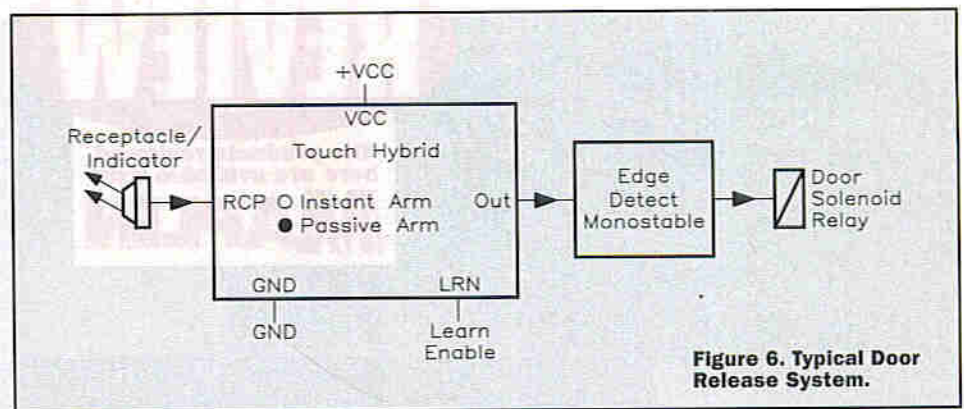 +VCC
VCC
Receptacle/
Indicator
Touch Hybrid
RCP
Instant Arm
Passive Arm
Out
GND
LRN
GND
Learn
Enable
Edge
Detect
Monostable
Door
Solenoid
Relay
Figure 6. Typical Door
Release System.